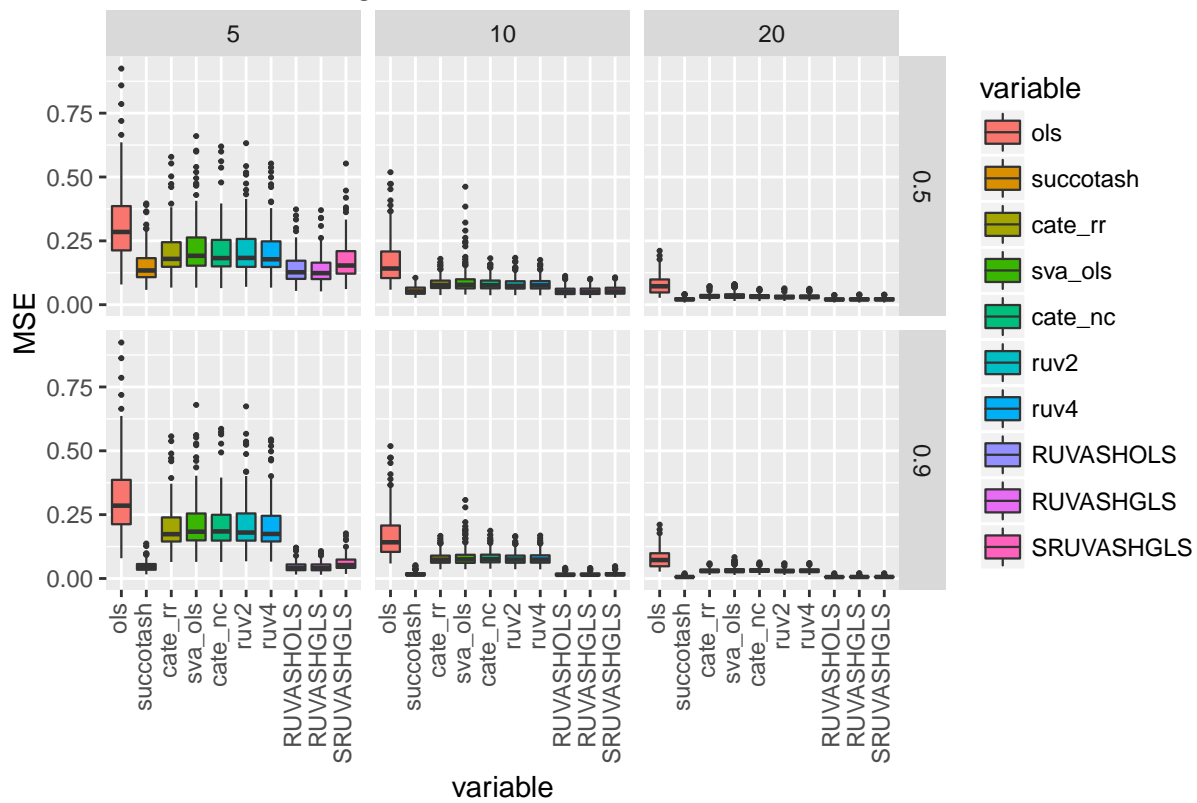 5
10
20
0.75
0.50
0.25
0.00
0.5
0.75
0.50
0.25
0.00
0.9
MSE
ols
succotash
cate_rr
sva_ols
cate_nc
ruv2
ruv4
RUVASHOLS
RUVASHGLS
SRUVASHGLS
ols
succotash
cate_rr
sva_ols
cate_nc
ruv2
ruv4
RUVASHOLS
RUVASHGLS
SRUVASHGLS
ols
succotash
cate_rr
sva_ols
cate_nc
ruv2
ruv4
RUVASHOLS
RUVASHGLS
SRUVASHGLS
variable
variable
ols
succotash
cate_rr
sva_ols
cate_nc
ruv2
ruv4
RUVASHOLS
RUVASHGLS
SRUVASHGLS